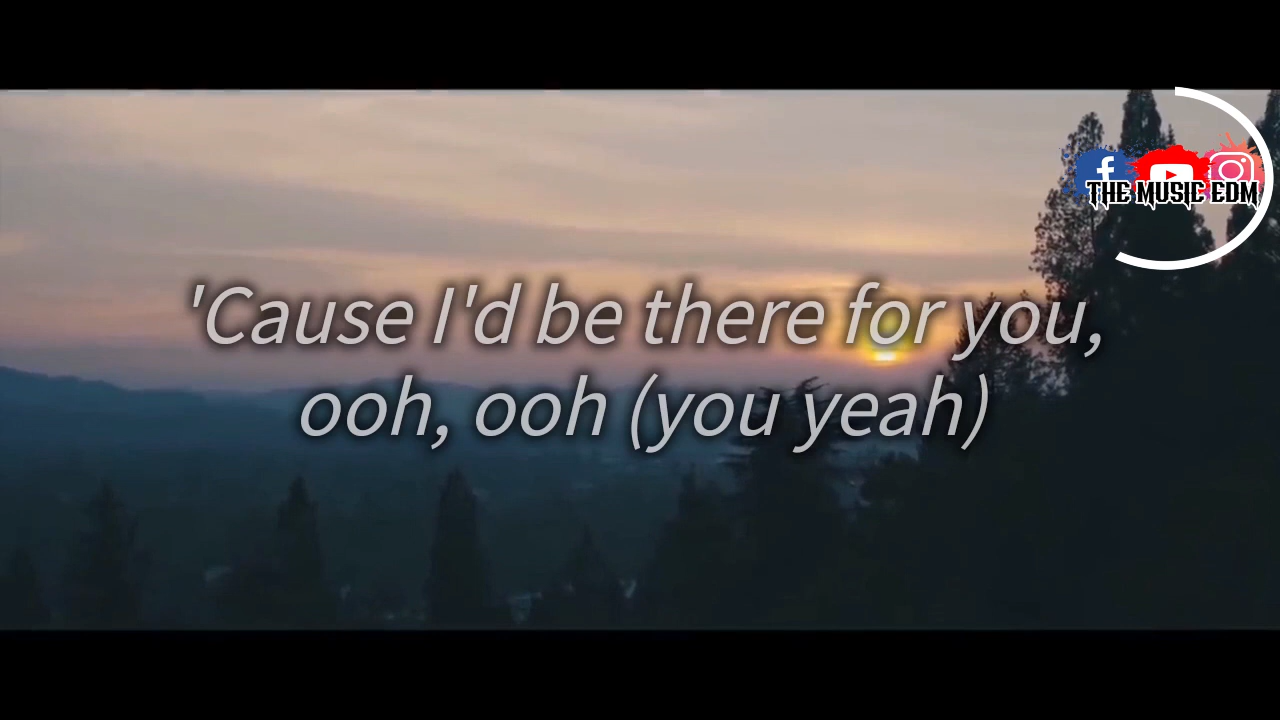 THE MUSIC EDM
'Cause I'd be there for you,
ooh, ooh (you yeah)